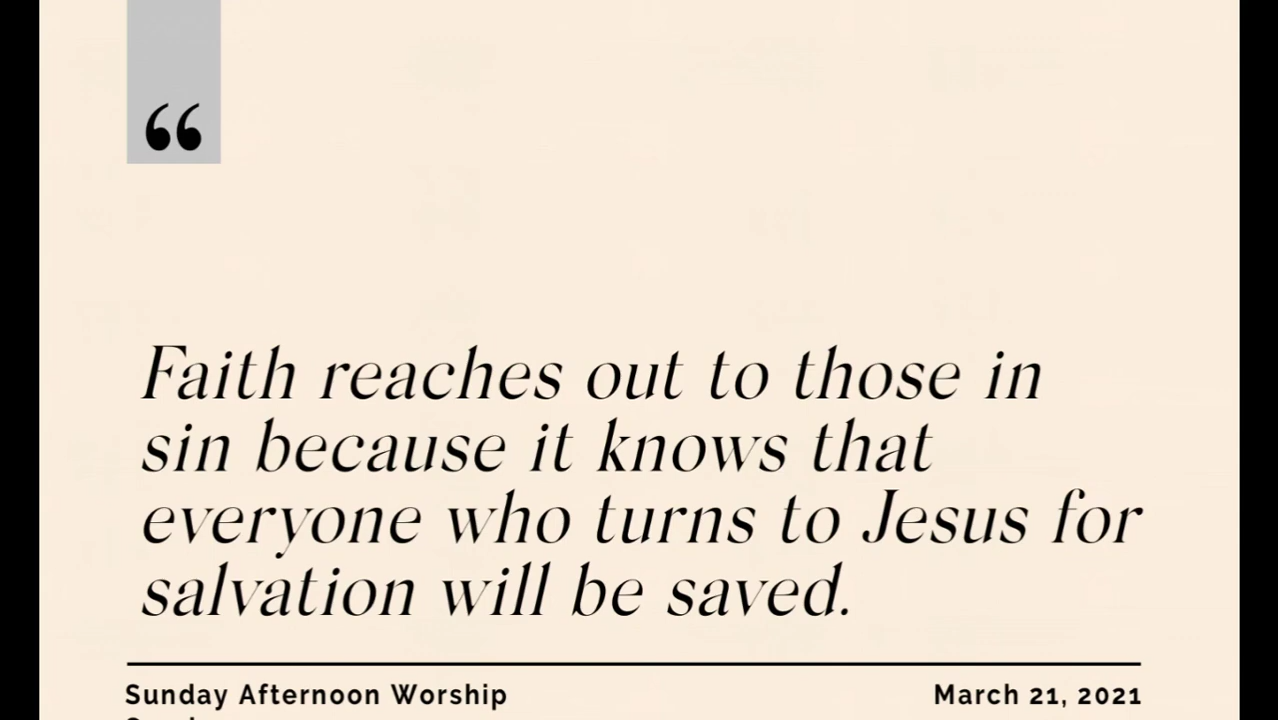 “
Faith reaches out to those in
sin because it knows that
everyone who turns to Jesus for
salvation will be saved.
Sunday Afternoon Worship
March 21, 2021